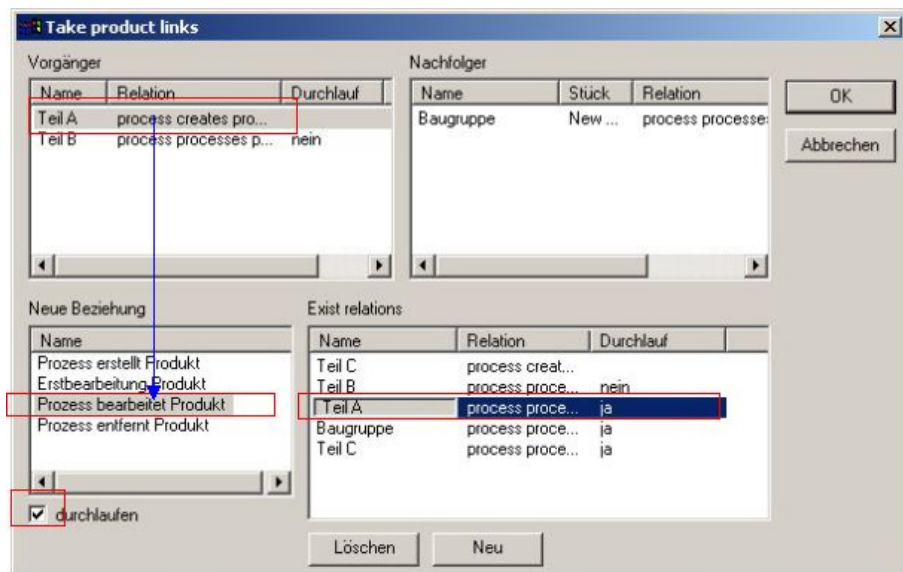 Take product links
Vorgänger
Name Relation Durchlauf
Teil A process creates pro...
Teil B process processes p... nein
Nachfolger
Name Stück Relation
Baugruppe New ... process processe
OK
Abbrechen
Neue Beziehung
Name
Prozess erstellt Produkt
Erstbearbeitung Produkt
Prozess bearbeitet Produkt
Prozess entfernt Produkt
durchlaufen
Exist relations
Name Relation Durchlauf
Teil C process creat...
Teil B process proce... nein
Teil A process proce... ja
Baugruppe process proce... ja
Teil C process proce... ja
Löschen Neu